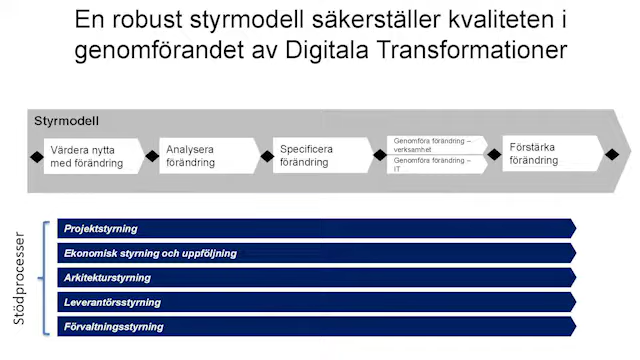 En robust styrmodell säkerställer kvaliteten i
genomförandet av Digitala Transformationer
Styrmodell
Värdera nytta
med förändring
Analysera
förändring
Specificera
förändring
Genomföra förändring –
verksamhet
Genomföra förändring –
IT
Förstärka
förändring
Stödprocesser
Projektstyrning
Ekonomisk styrning och uppföljning
Arkitekturstyrning
Leverantörsstyrning
Förvaltningsstyrning